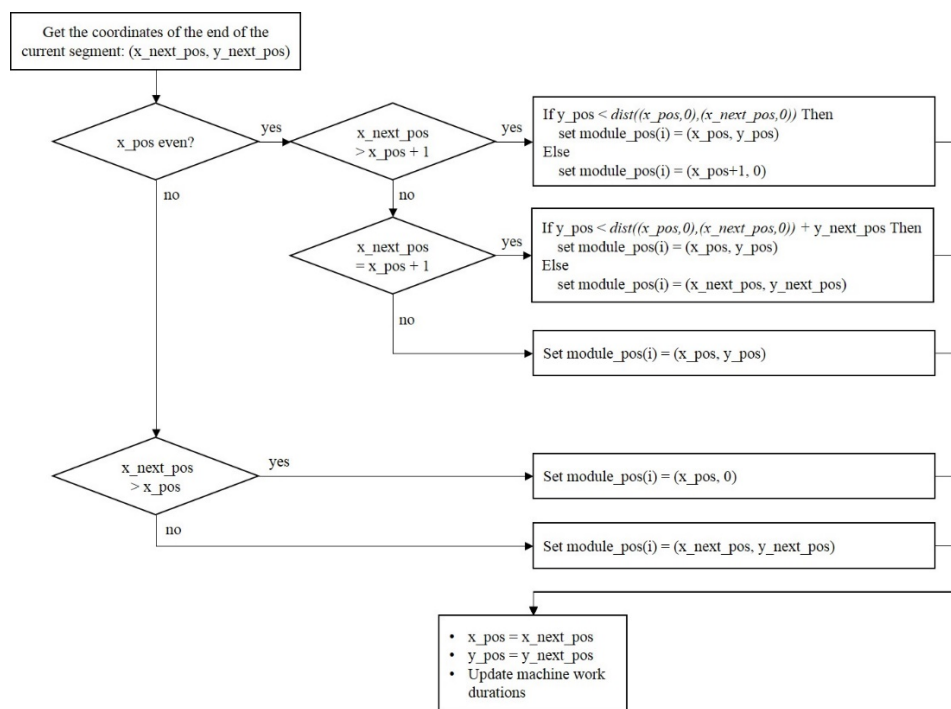 Get the coordinates of the end of the
current segment: (x_next_pos, y_next_pos)
x_pos even?
yes
no
x_next_pos
> x_pos + 1
yes
no
If y_pos < dist((x_pos,0),(x_next_pos,0)) Then
set module_pos(i) = (x_pos, y_pos)
Else
set module_pos(i) = (x_pos+1, 0)
x_next_pos
= x_pos + 1
yes
no
If y_pos < dist((x_pos,0),(x_next_pos,0)) + y_next_pos Then
set module_pos(i) = (x_pos, y_pos)
Else
set module_pos(i) = (x_next_pos, y_next_pos)
Set module_pos(i) = (x_pos, y_pos)
x_next_pos
> x_pos
yes
no
Set module_pos(i) = (x_pos, 0)
Set module_pos(i) = (x_next_pos, y_next_pos)
• x_pos = x_next_pos
• y_pos = y_next_pos
• Update machine work
durations